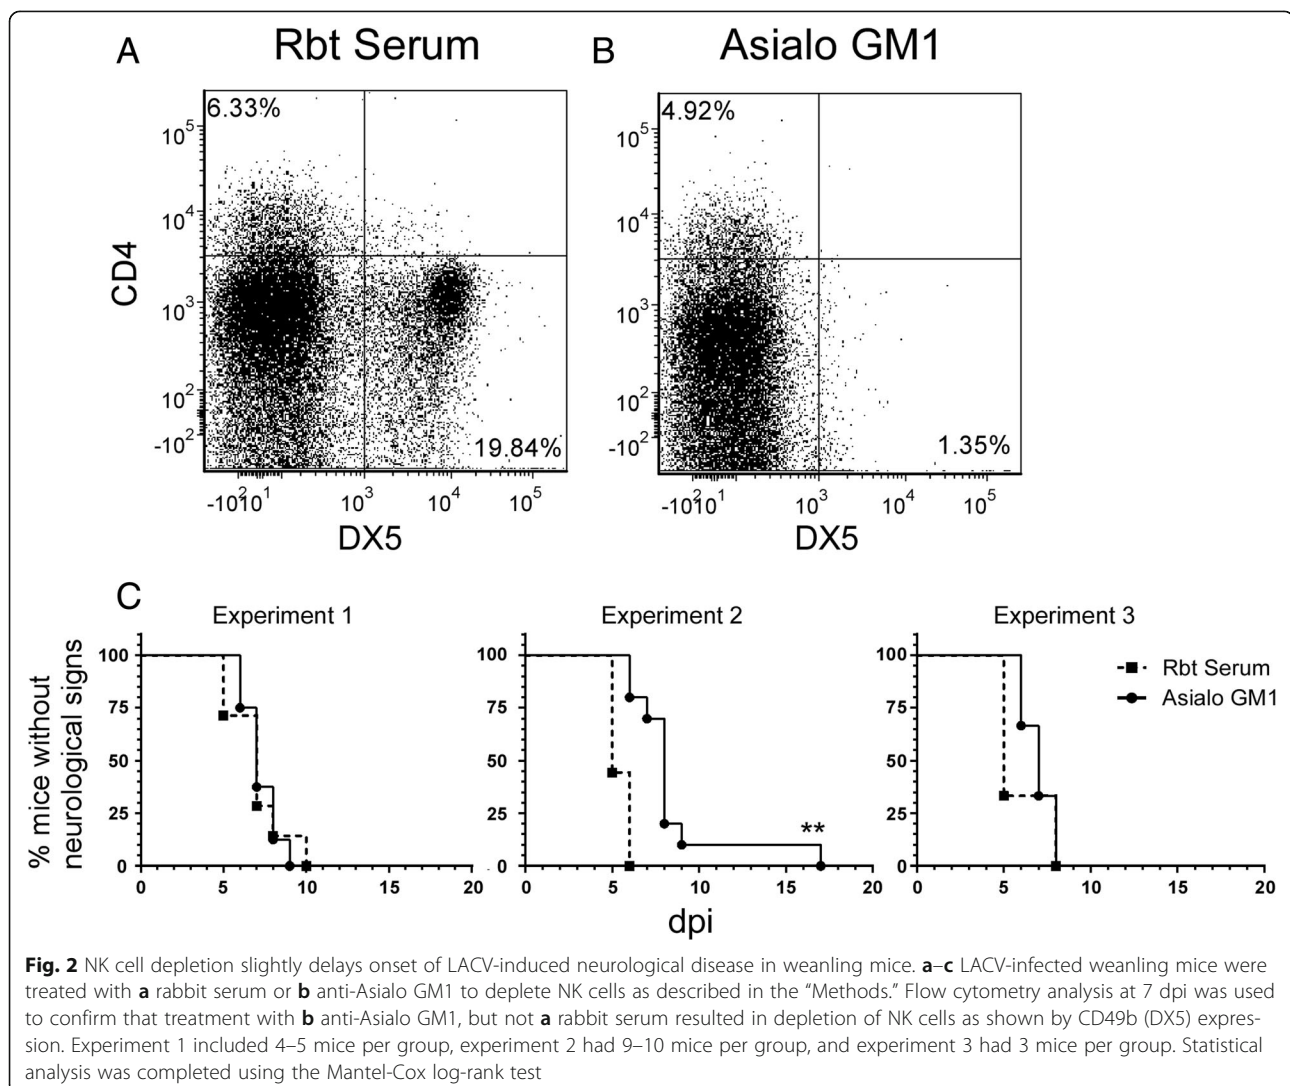 A Rbt Serum
B Asialo GM1
6.33%
19.84%
CD4
10^5
10^4
10^3
10^2
-10^2
-10^2 0 10^1 10^3 10^4 10^5
DX5
4.92%
1.35%
10^5
10^4
10^3
10^2
-10^2
-10^2 0 10^1 10^3 10^4 10^5
DX5
C
% mice without
neurological signs
Experiment 1
100
75
50
25
0
0 5 10 15 20
Experiment 2
100
75
50
25
0
**
0 5 10 15 20
dpi
Experiment 3
100
75
50
25
0
0 5 10 15 20
Rbt Serum
Asialo GM1
Fig. 2 NK cell depletion slightly delays onset of LACV-induced neurological disease in weanling mice. a–c LACV-infected weanling mice were
treated with a rabbit serum or b anti-Asialo GM1 to deplete NK cells as described in the “Methods.” Flow cytometry analysis at 7 dpi was used
to confirm that treatment with b anti-Asialo GM1, but not a rabbit serum resulted in depletion of NK cells as shown by CD49b (DX5) expres-
sion. Experiment 1 included 4–5 mice per group, experiment 2 had 9–10 mice per group, and experiment 3 had 3 mice per group. Statistical
analysis was completed using the Mantel-Cox log-rank test